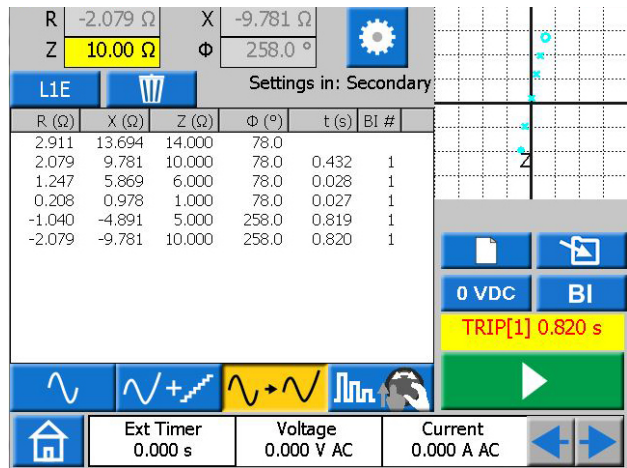 R -2.079 Ω X -9.781 Ω
Z 10.00 Ω Φ 258.0 °
L1E Settings in: Secondary
R (Ω) X (Ω) Z (Ω) Φ (°) t (s) BI #
2.911 13.694 14.000 78.0
2.079 9.781 10.000 78.0 0.432 1
1.247 5.869 6.000 78.0 0.028 1
0.208 0.978 1.000 78.0 0.027 1
-1.040 -4.891 5.000 258.0 0.819 1
-2.079 -9.781 10.000 258.0 0.820 1
Z
0 VDC BI
TRIP[1] 0.820 s
Ext Timer Voltage Current
0.000 s 0.000 V AC 0.000 A AC